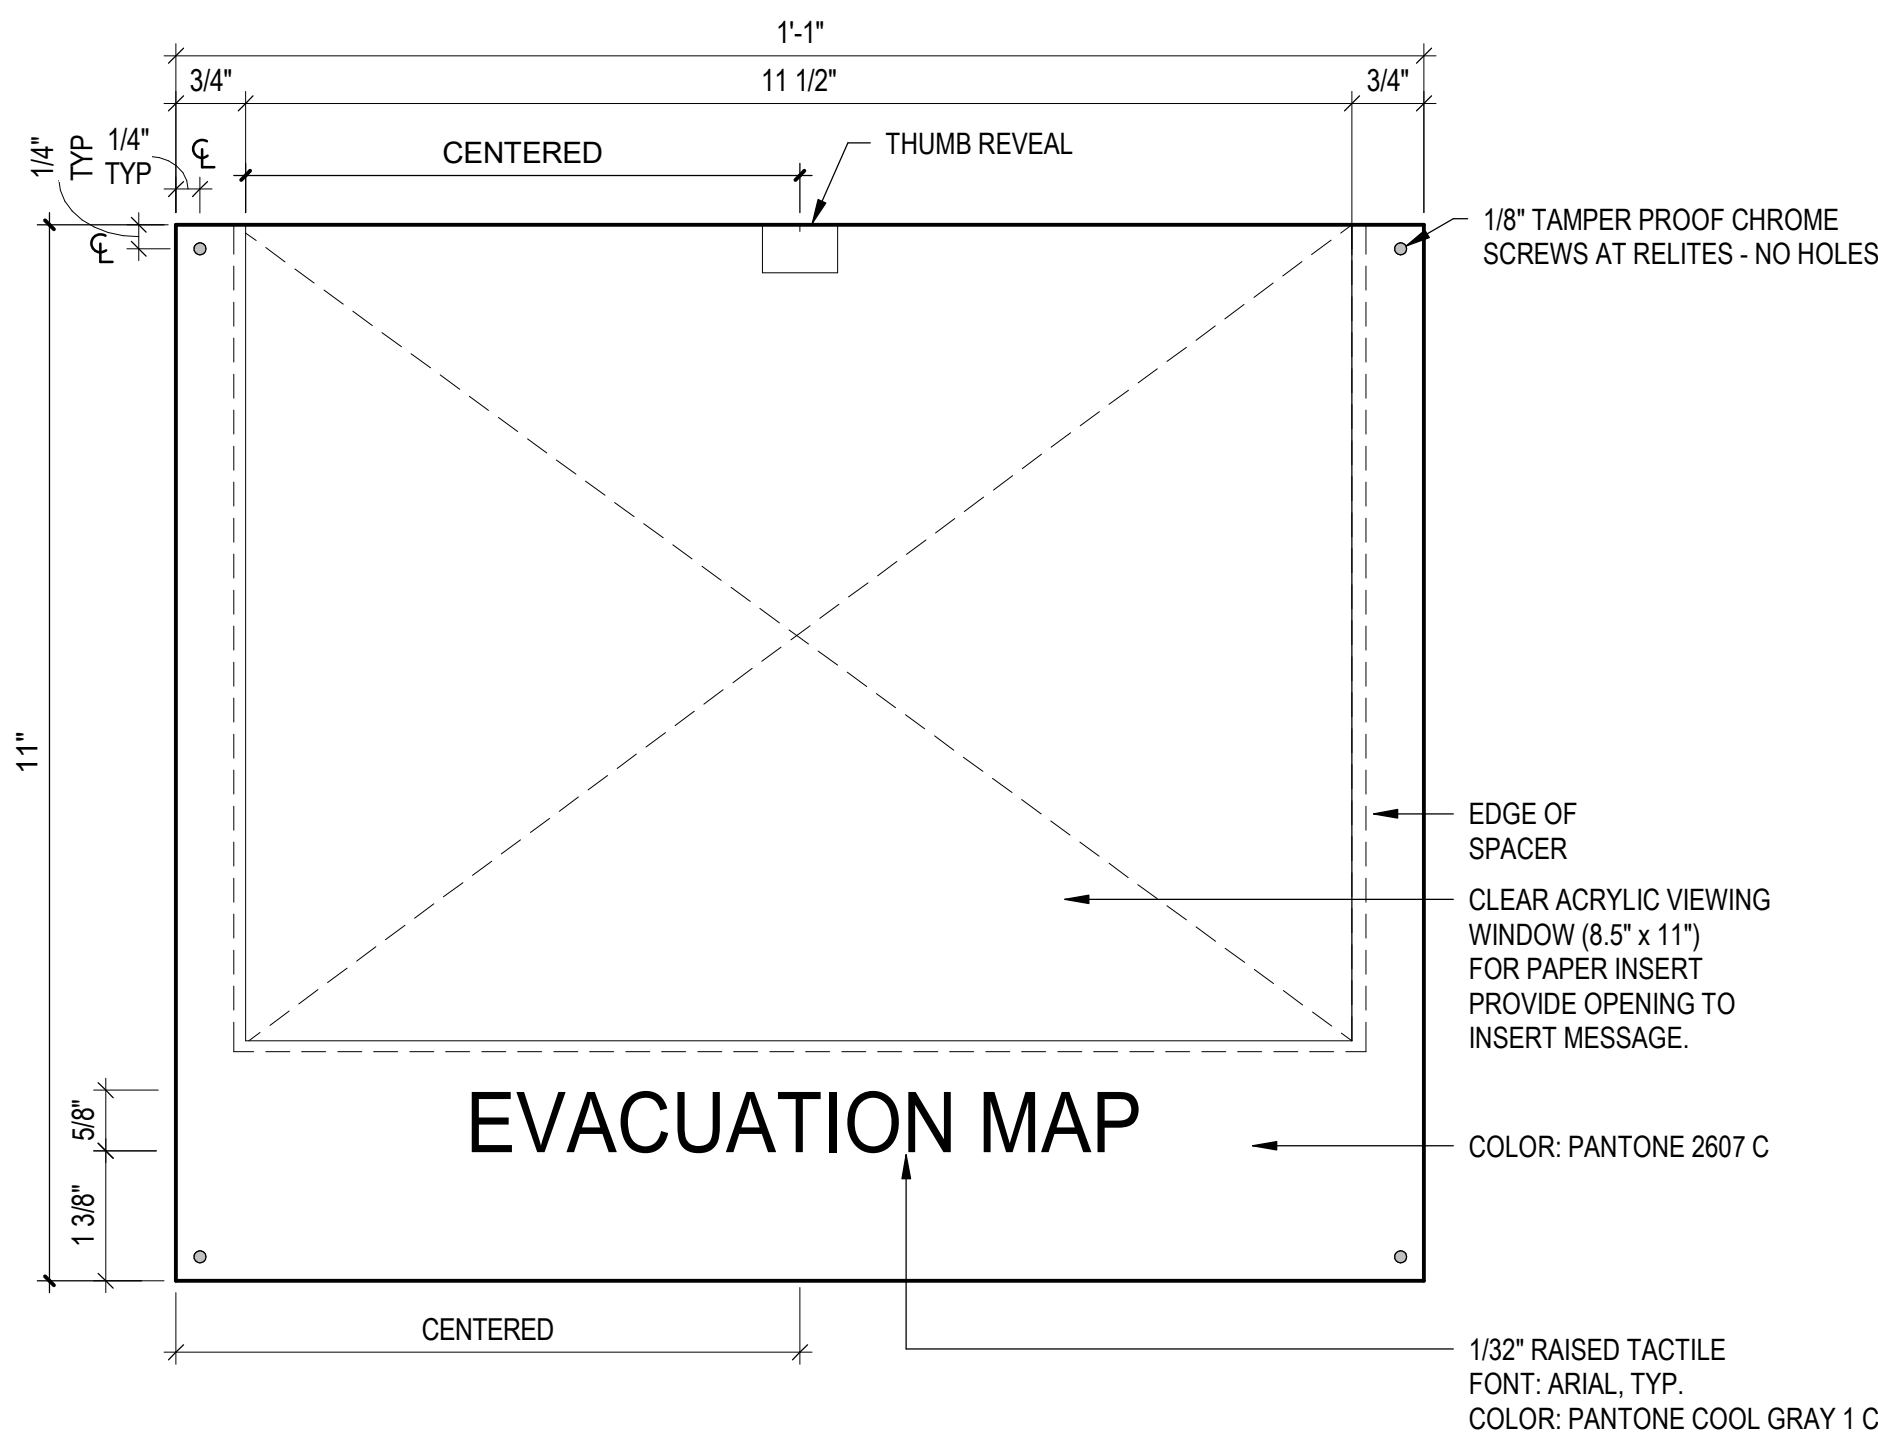 1'-1"
3/4"
11 1/2"
3/4"
1/4"
TYP
1/4"
TYP
℄
CENTERED
THUMB REVEAL
℄
1/8" TAMPER PROOF CHROME
SCREWS AT RELITES - NO HOLES
11"
EDGE OF
SPACER
CLEAR ACRYLIC VIEWING
WINDOW (8.5" x 11")
FOR PAPER INSERT
PROVIDE OPENING TO
INSERT MESSAGE.
5/8"
EVACUATION MAP
COLOR: PANTONE 2607 C
1 3/8"
CENTERED
1/32" RAISED TACTILE
FONT: ARIAL, TYP.
COLOR: PANTONE COOL GRAY 1 C